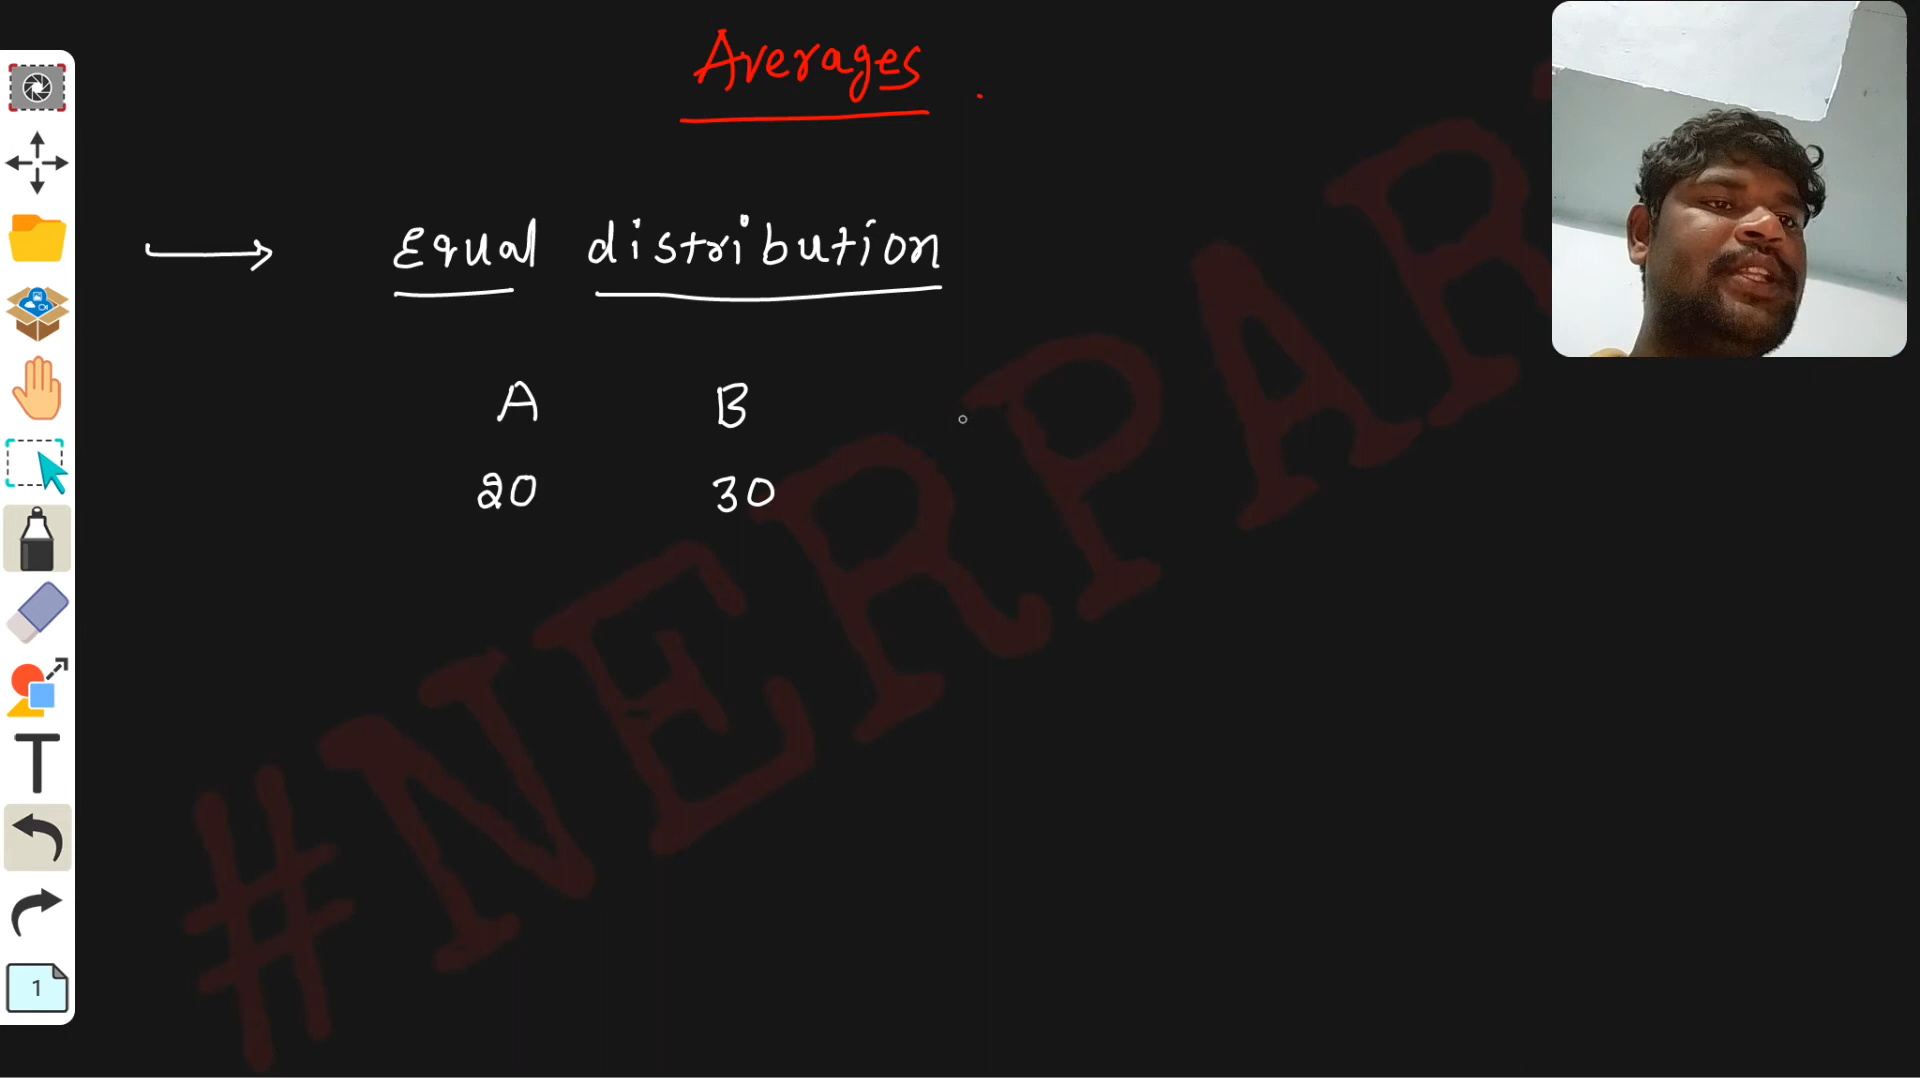 Averages
Equal distribution
A B
20 30
#NERPAR
T
1